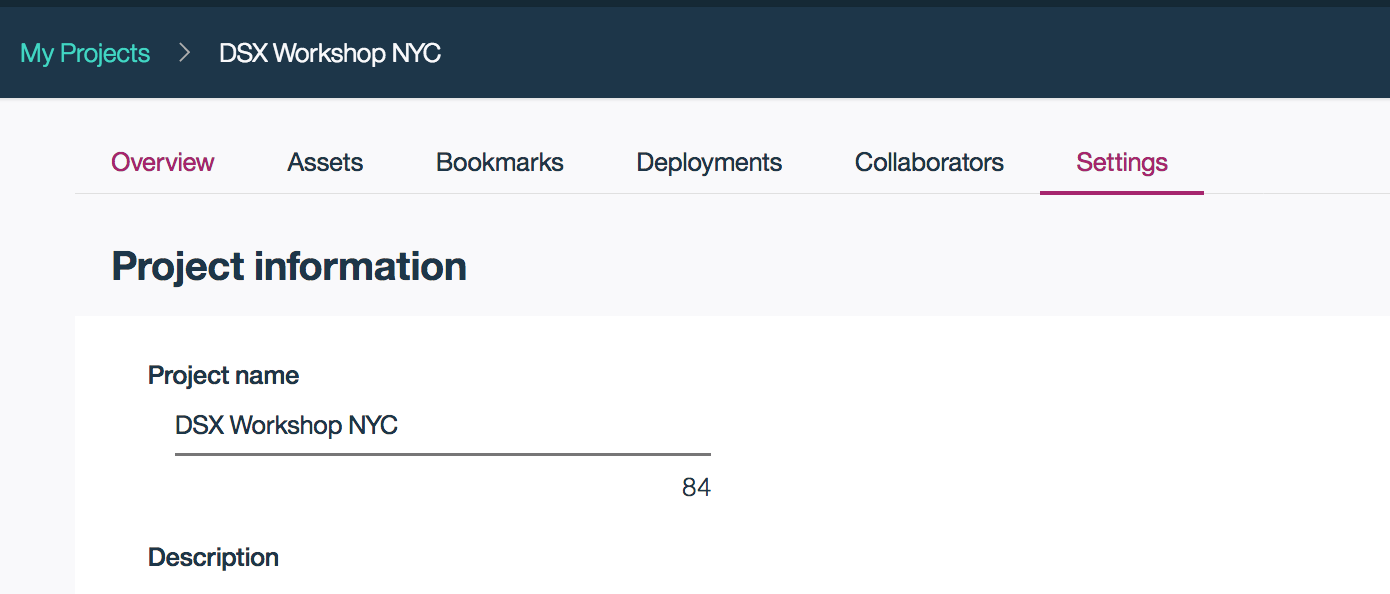 My Projects > DSX Workshop NYC
Overview Assets Bookmarks Deployments Collaborators Settings
Project information
Project name
DSX Workshop NYC
84
Description